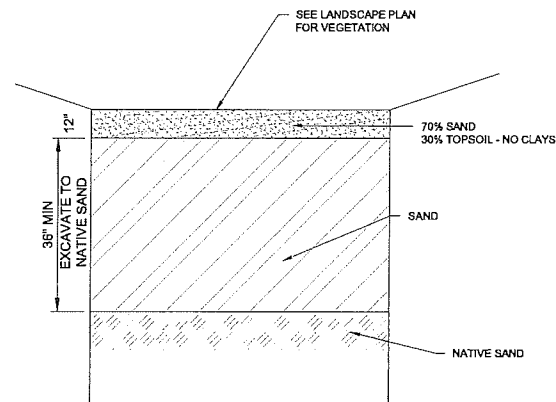 SEE LANDSCAPE PLAN
FOR VEGETATION
12"
70% SAND
30% TOPSOIL - NO CLAYS
36" MIN
EXCAVATE TO
NATIVE SAND
SAND
NATIVE SAND